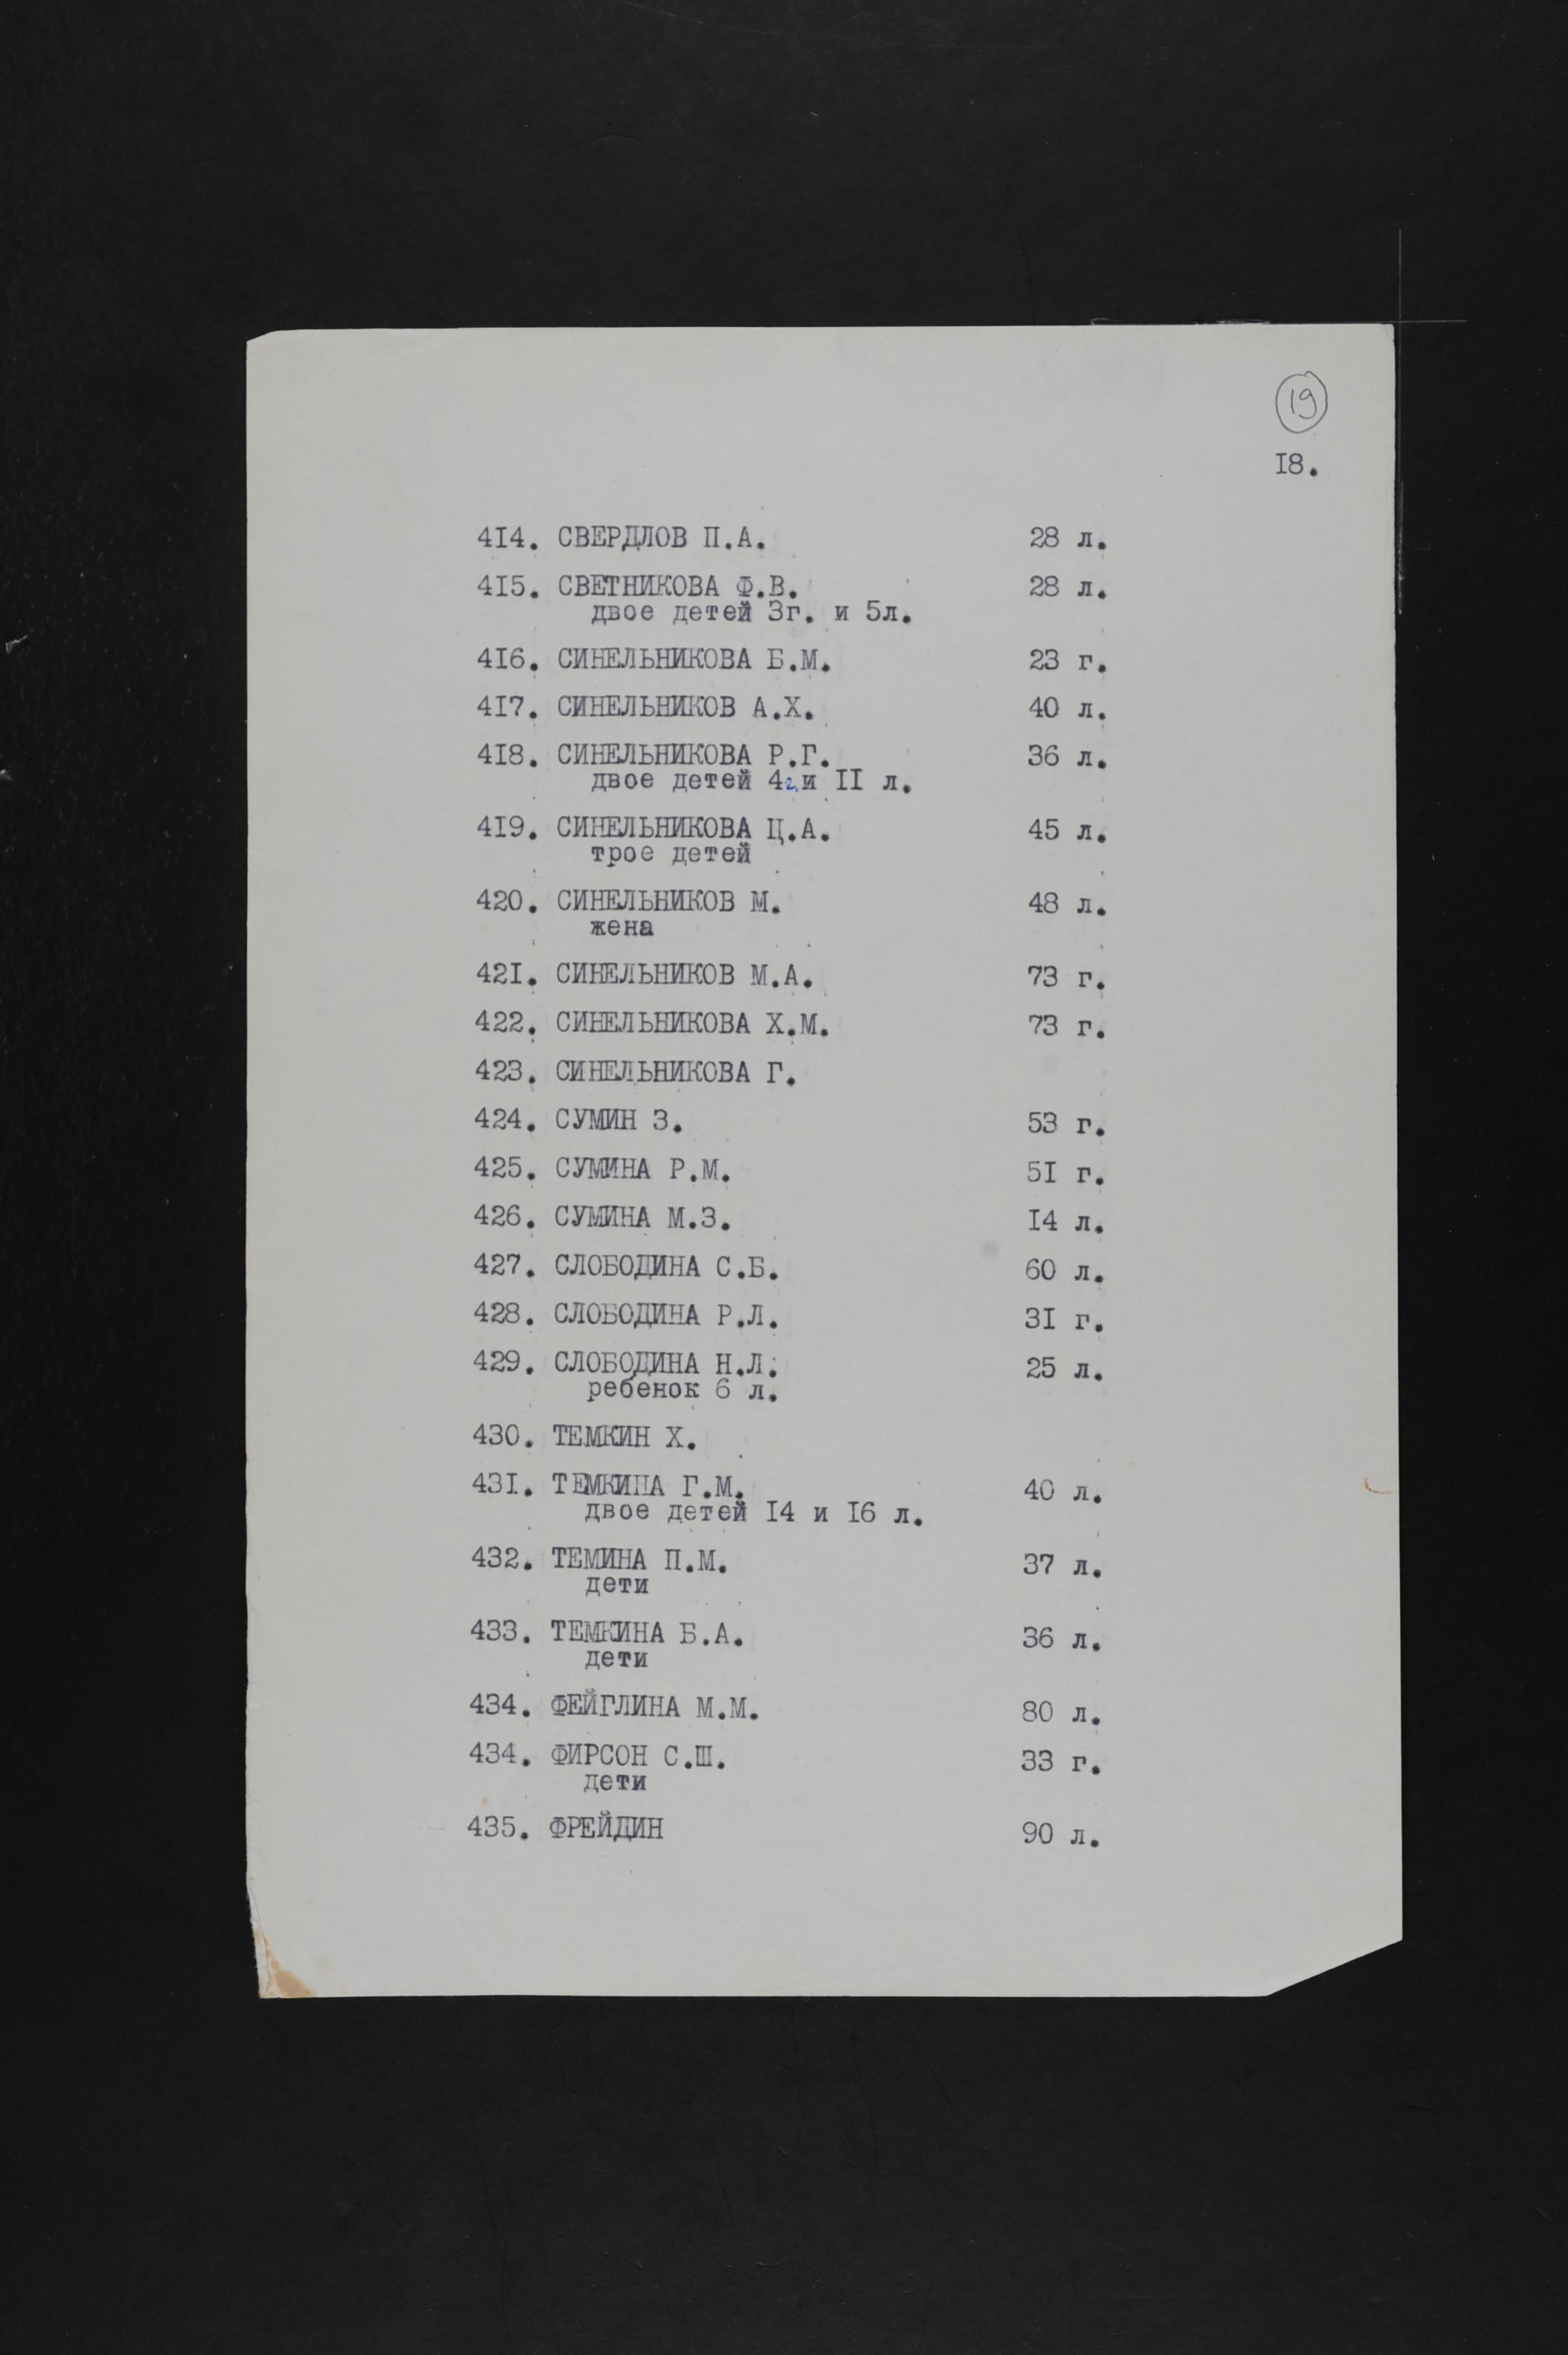 19
I8.
4I4. СВЕРДЛОВ П.А. 28 л.
4I5. СВЕТНИКОВА Ф.В. 28 л.
двое детей 3г. и 5л.
4I6. СИНЕЛЬНИКОВА Б.М. 23 г.
4I7. СИНЕЛЬНИКОВ А.Х. 40 л.
4I8. СИНЕЛЬНИКОВА Р.Г. 36 л.
двое детей 4г. и II л.
4I9. СИНЕЛЬНИКОВА Ц.А. 45 л.
трое детей
420. СИНЕЛЬНИКОВ М. 48 л.
жена
42I. СИНЕЛЬНИКОВ М.А. 73 г.
422. СИНЕЛЬНИКОВА Х.М. 73 г.
423. СИНЕЛЬНИКОВА Г.
424. СУМИН З. 53 г.
425. СУМИНА Р.М. 5I г.
426. СУМИНА М.З. I4 л.
427. СЛОБОДИНА С.Б. 60 л.
428. СЛОБОДИНА Р.Л. 3I г.
429. СЛОБОДИНА Н.Л. 25 л.
ребенок 6 л.
430. ТЕМКИН Х.
43I. ТЕМКИНА Г.М. 40 л.
двое детей I4 и I6 л.
432. ТЕМИНА П.М. 37 л.
дети
433. ТЕМКИНА Б.А. 36 л.
дети
434. ФЕЙГЛИНА М.М. 80 л.
434. ФИРСОН С.Ш. 33 г.
дети
435. ФРЕЙДИН 90 л.